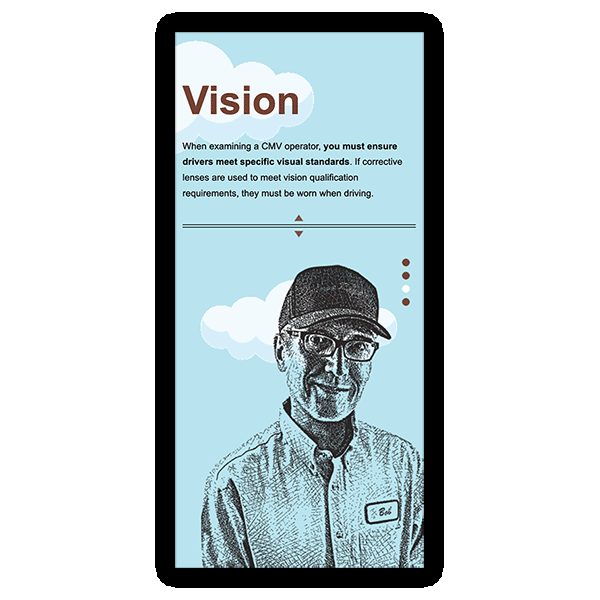 Vision
When examining a CMV operator, you must ensure
drivers meet specific visual standards. If corrective
lenses are used to meet vision qualification
requirements, they must be worn when driving.
Bob